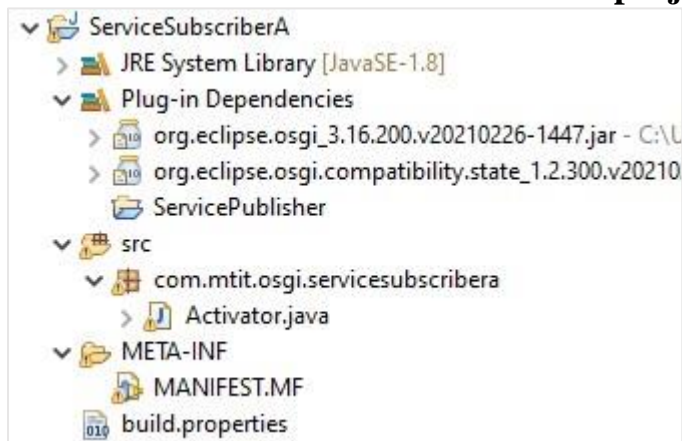 ServiceSubscriberA
JRE System Library [JavaSE-1.8]
Plug-in Dependencies
org.eclipse.osgi_3.16.200.v20210226-1447.jar - C:\U
org.eclipse.osgi.compatibility.state_1.2.300.v20210
ServicePublisher
src
com.mtit.osgi.servicesubscribera
Activator.java
META-INF
MANIFEST.MF
build.properties